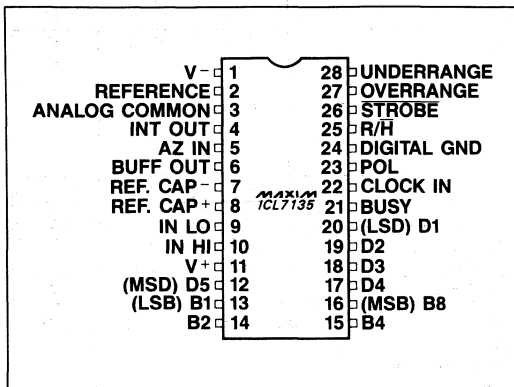 V- 1 28 UNDERRANGE
REFERENCE 2 27 OVERRANGE
ANALOG COMMON 3 26 STROBE
INT OUT 4 25 R/H
AZ IN 5 24 DIGITAL GND
BUFF OUT 6 23 POL
REF. CAP- 7 MAXIM 22 CLOCK IN
REF. CAP+ 8 ICL7135 21 BUSY
IN LO 9 20 (LSD) D1
IN HI 10 19 D2
V+ 11 18 D3
(MSD) D5 12 17 D4
(LSB) B1 13 16 (MSB) B8
B2 14 15 B4